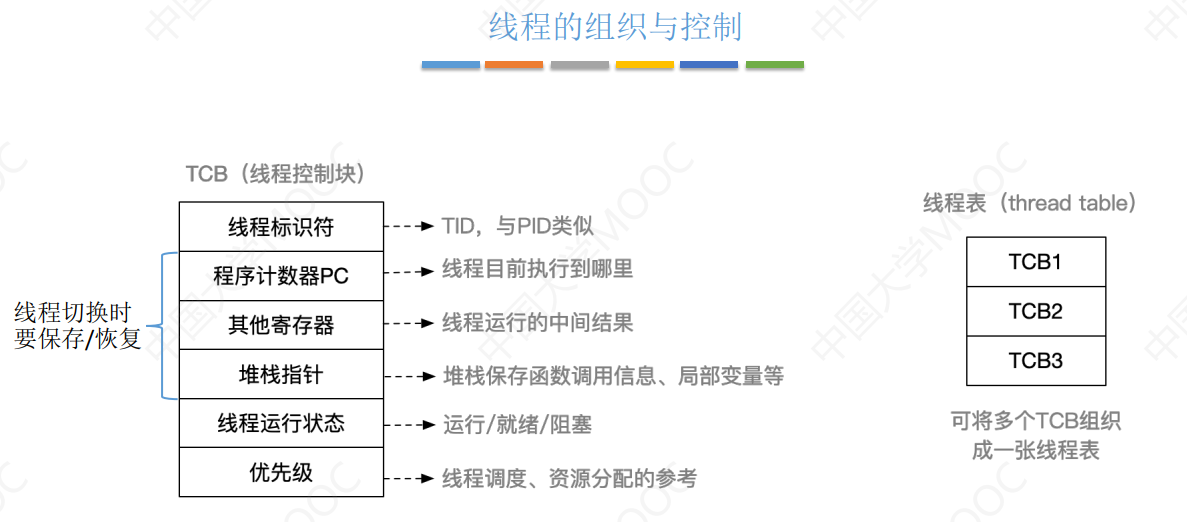 线程的组织与控制
TCB（线程控制块）
线程标识符
TID，与PID类似
程序计数器PC
线程目前执行到哪里
其他寄存器
线程运行的中间结果
堆栈指针
堆栈保存函数调用信息、局部变量等
线程运行状态
运行/就绪/阻塞
优先级
线程调度、资源分配的参考
线程切换时
要保存/恢复
线程表（thread table）
TCB1
TCB2
TCB3
可将多个TCB组织
成一张线程表
中国大学MOOC